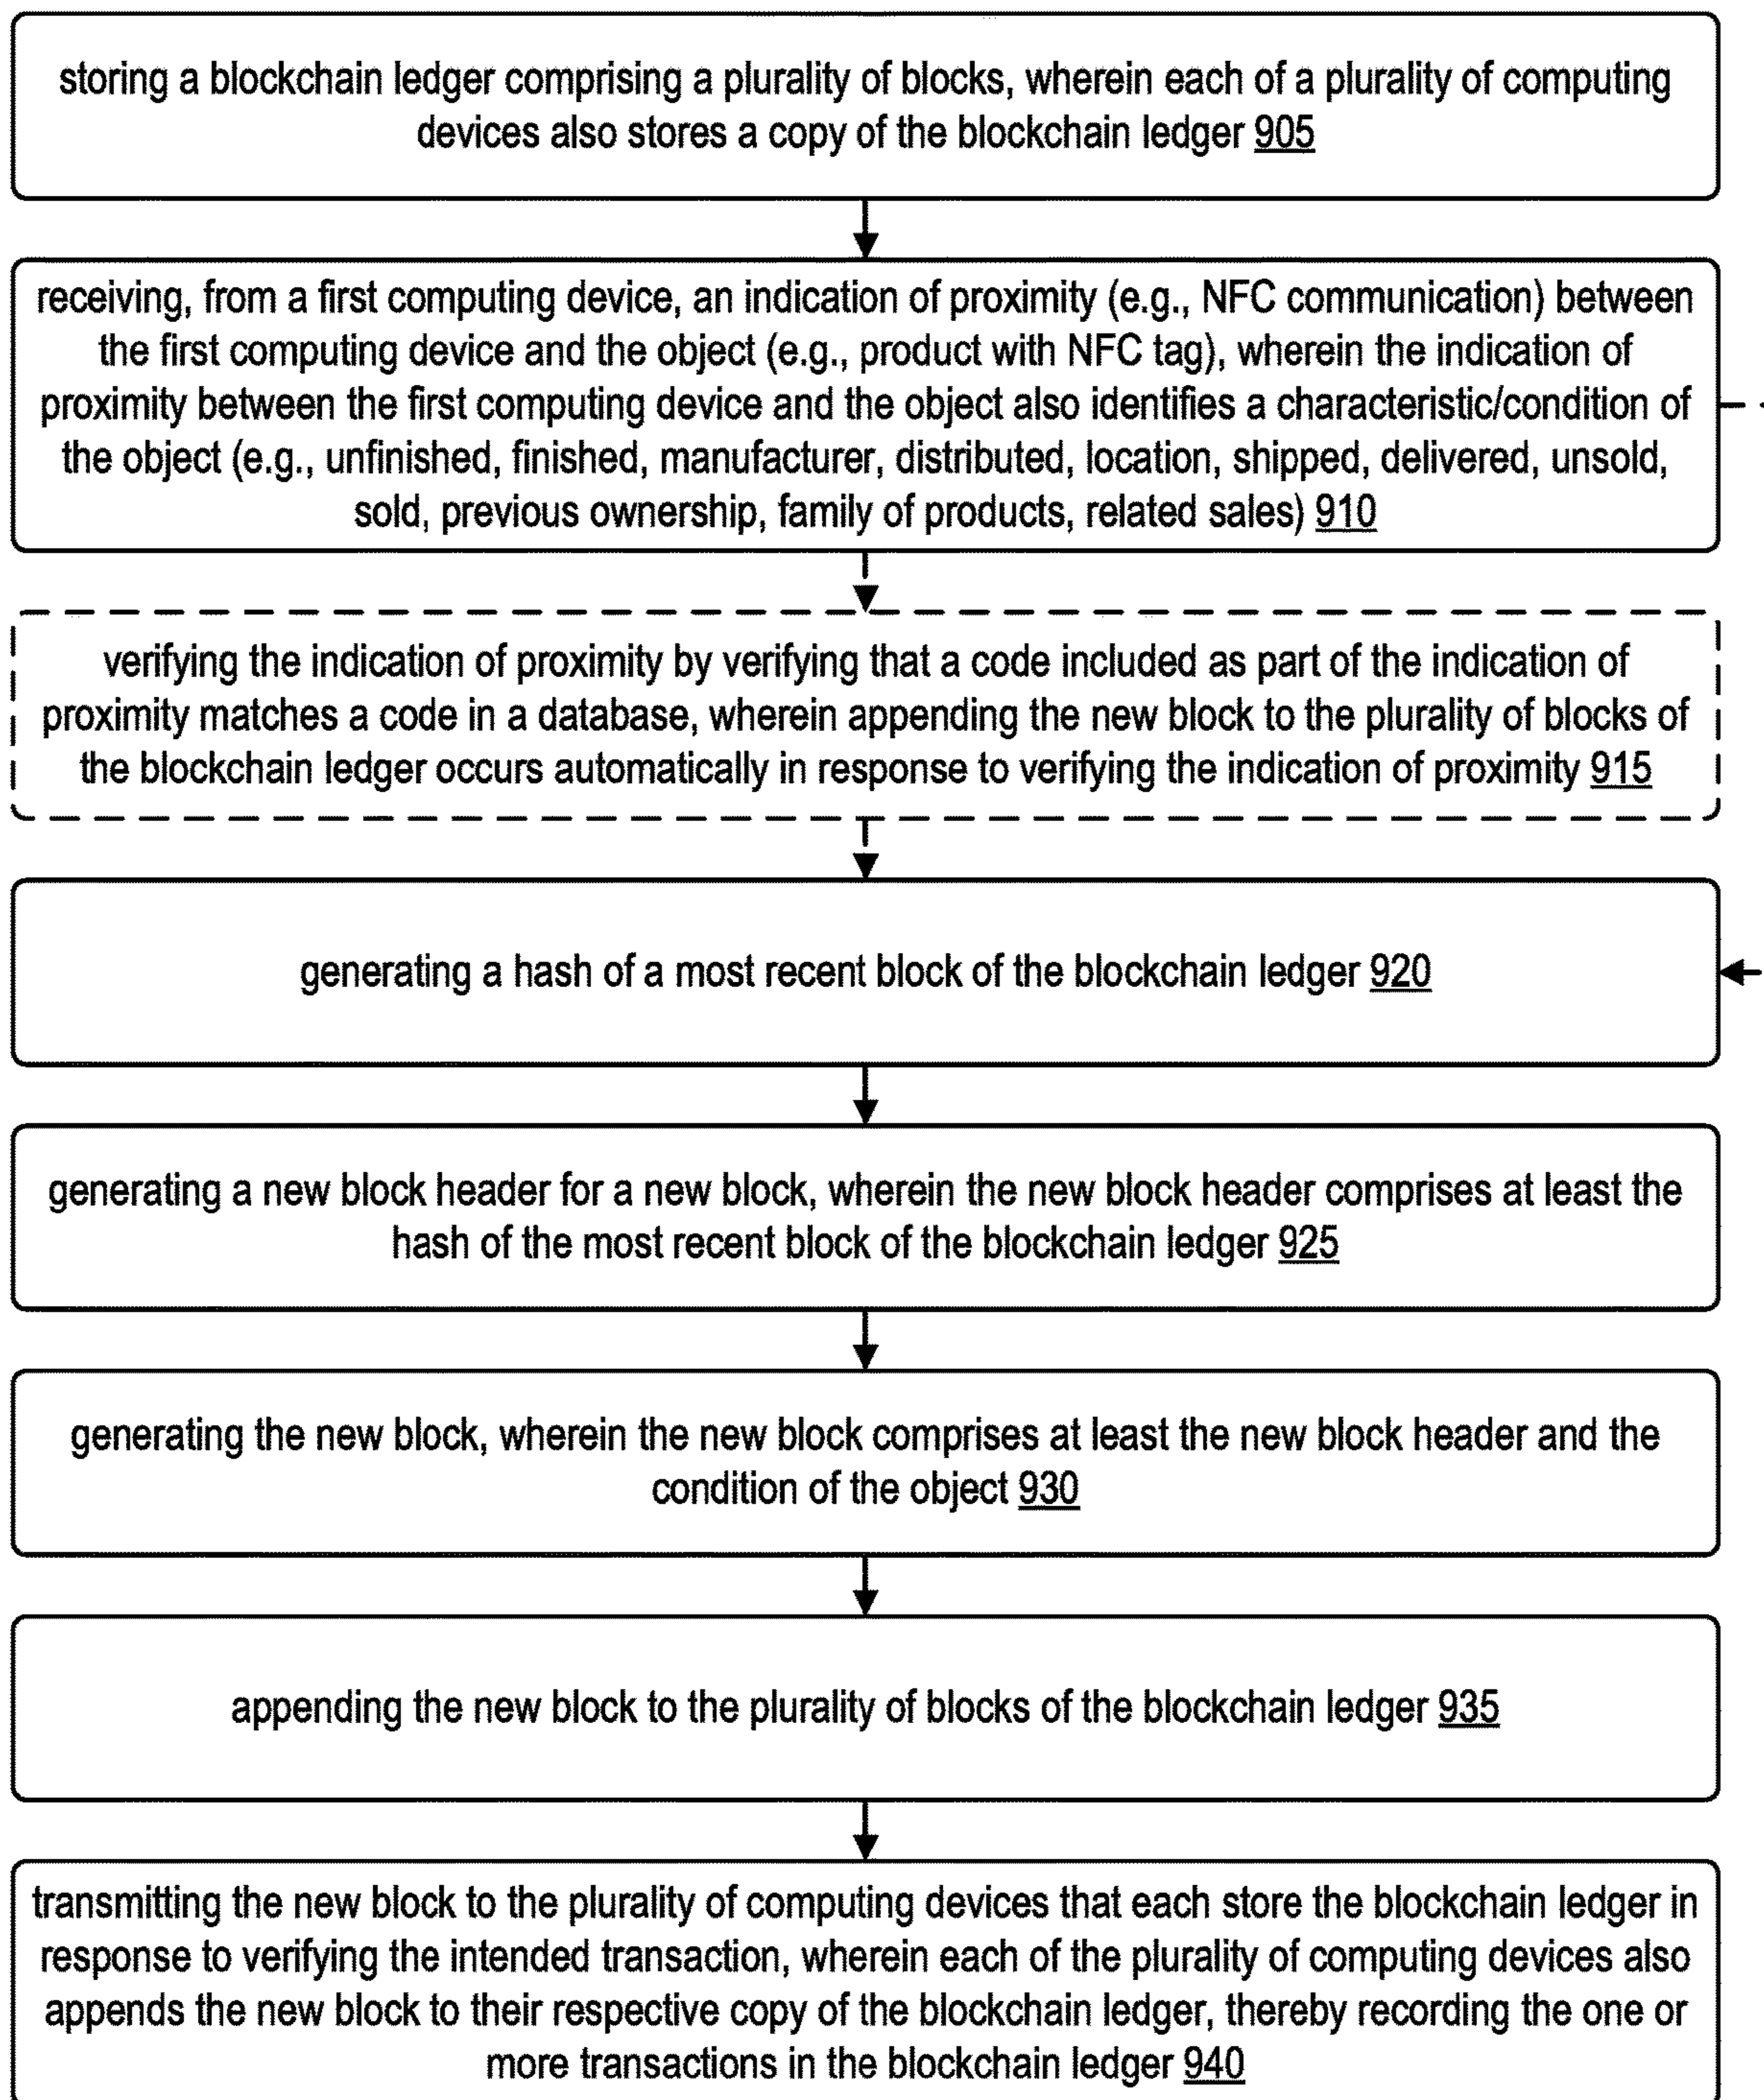 storing a blockchain ledger comprising a plurality of blocks, wherein each of a plurality of computing
devices also stores a copy of the blockchain ledger 905
receiving, from a first computing device, an indication of proximity (e.g., NFC communication) between
the first computing device and the object (e.g., product with NFC tag), wherein the indication of
proximity between the first computing device and the object also identifies a characteristic/condition of
the object (e.g., unfinished, finished, manufacturer, distributed, location, shipped, delivered, unsold,
sold, previous ownership, family of products, related sales) 910
verifying the indication of proximity by verifying that a code included as part of the indication of
proximity matches a code in a database, wherein appending the new block to the plurality of blocks of
the blockchain ledger occurs automatically in response to verifying the indication of proximity 915
generating a hash of a most recent block of the blockchain ledger 920
generating a new block header for a new block, wherein the new block header comprises at least the
hash of the most recent block of the blockchain ledger 925
generating the new block, wherein the new block comprises at least the new block header and the
condition of the object 930
appending the new block to the plurality of blocks of the blockchain ledger 935
transmitting the new block to the plurality of computing devices that each store the blockchain ledger in
response to verifying the intended transaction, wherein each of the plurality of computing devices also
appends the new block to their respective copy of the blockchain ledger, thereby recording the one or
more transactions in the blockchain ledger 940